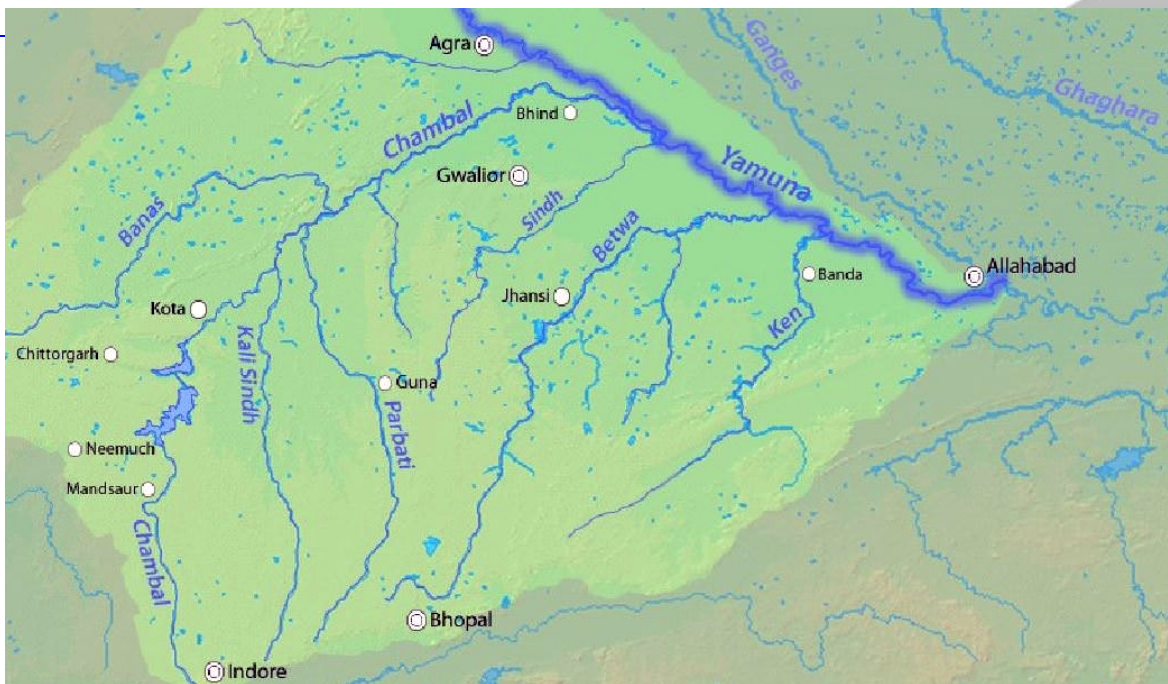 Agra
Ganges
Ghaghara
Chambal
Bhind
Yamuna
Gwalior
Banas
Sindh
Betwa
Allahabad
Banda
Jhansi
Kota
Ken
Kali Sindh
Chittorgarh
Guna
Parbati
Neemuch
Mandsaur
Chambal
Bhopal
Indore